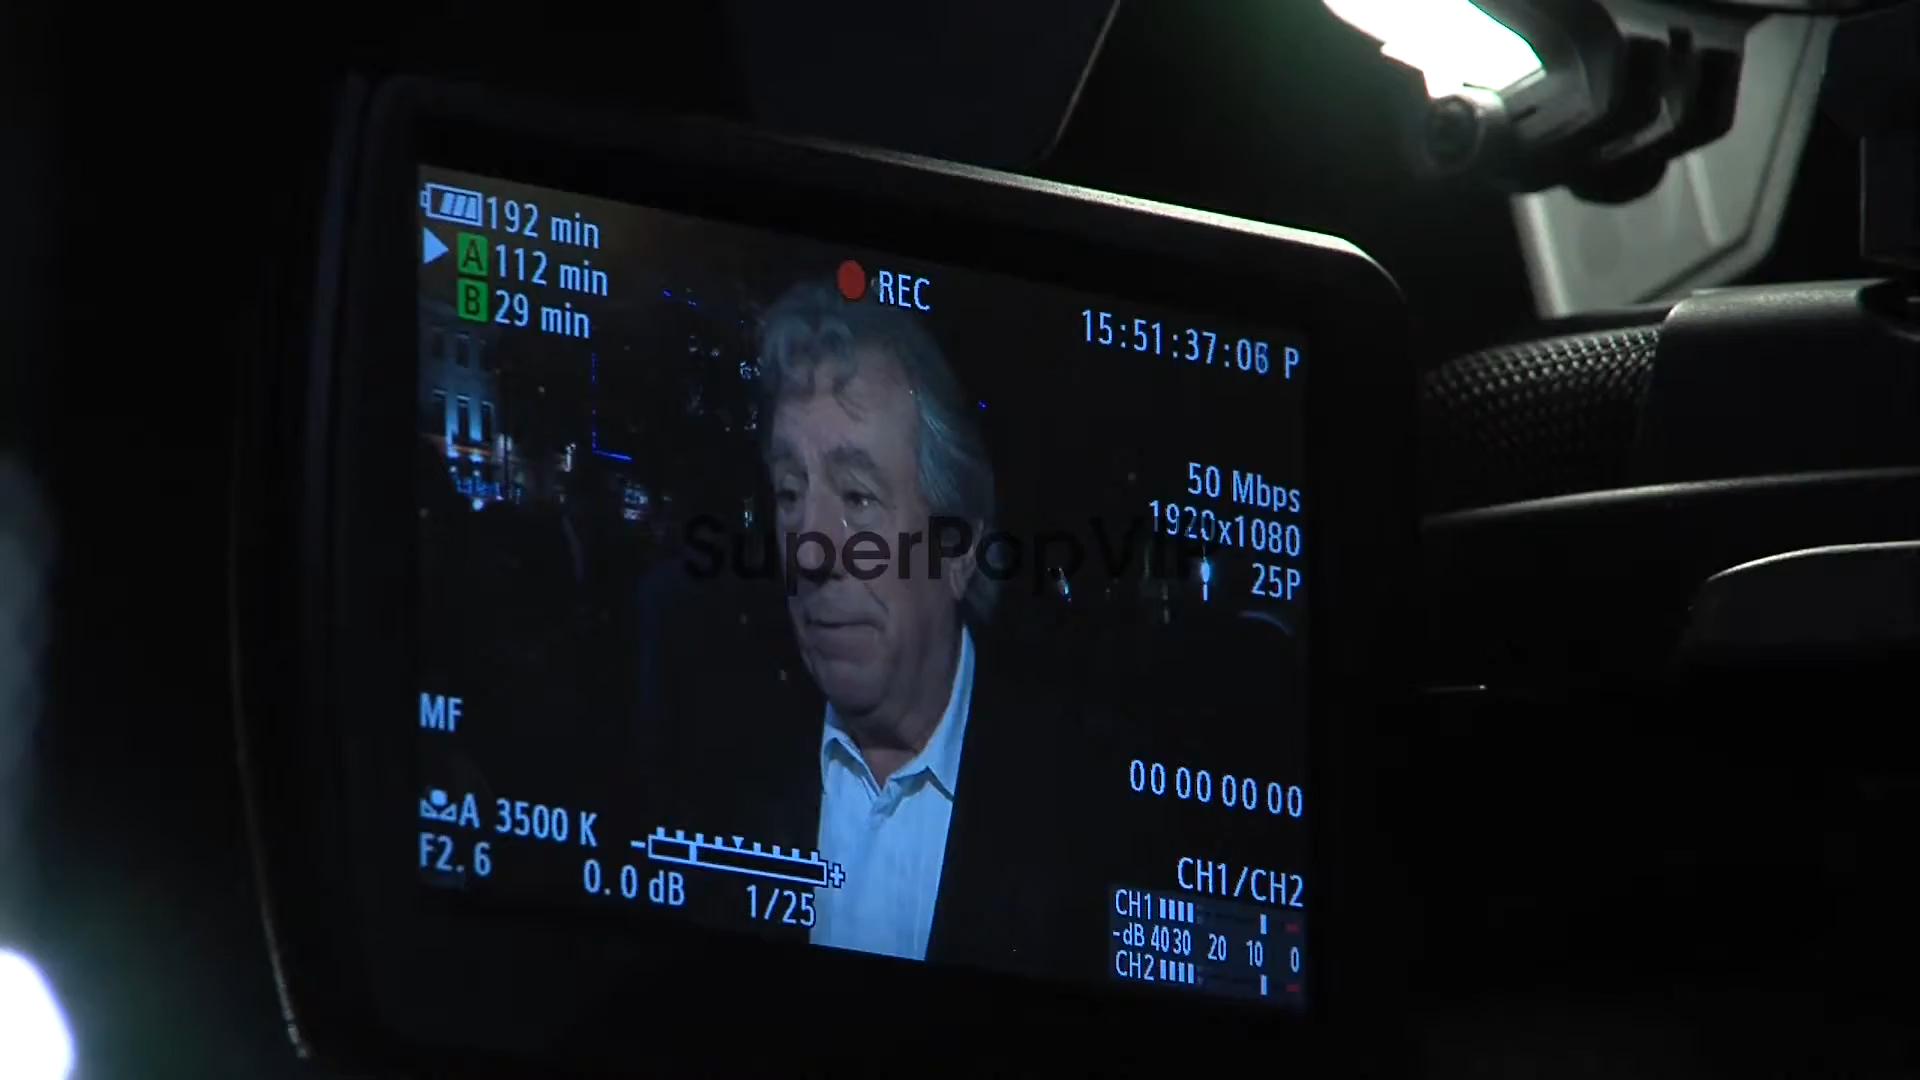 192 min
A 112 min
B 29 min
REC
15:51:37:06 P
50 Mbps
1920x1080
25P
SuperPopVIP
MF
A 3500 K
F2.6
0.0 dB
- +
1/25
00 00 00 00
CH1/CH2
CH1
-dB 40 30 20 10 0
CH2